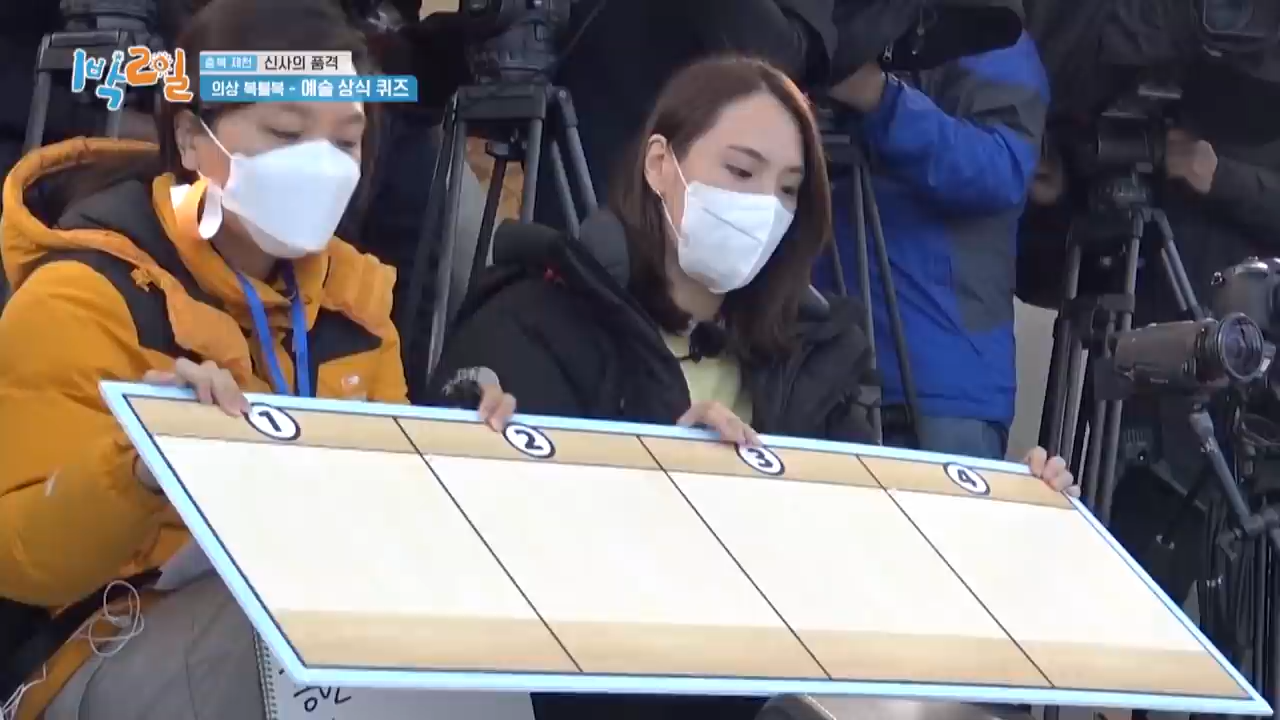 1박2일
충북 제천 신사의 품격
의상 복불복 - 예술 상식 퀴즈
1 2 3 4